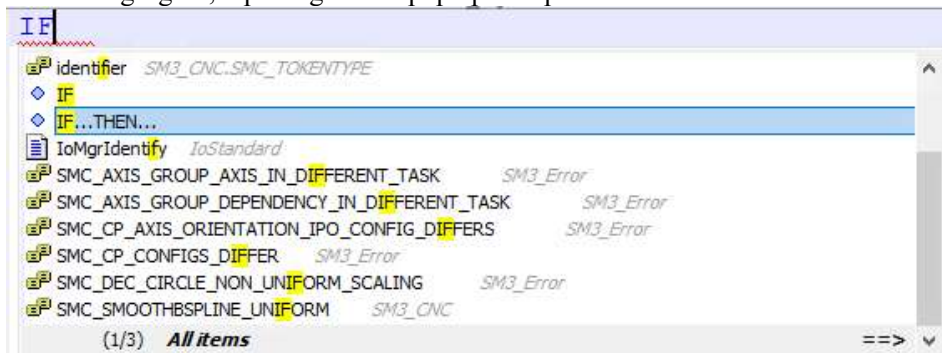 IF
identifier SM3_CNC.SMC_TOKENTYPE
IF
IF...THEN...
IoMgrIdentify IoStandard
SMC_AXIS_GROUP_AXIS_IN_DIFFERENT_TASK SM3_Error
SMC_AXIS_GROUP_DEPENDENCY_IN_DIFFERENT_TASK SM3_Error
SMC_CP_AXIS_ORIENTATION_IPO_CONFIG_DIFFERS SM3_Error
SMC_CP_CONFIGS_DIFFER SM3_Error
SMC_DEC_CIRCLE_NON_UNIFORM_SCALING SM3_Error
SMC_SMOOTHBSPLINE_UNIFORM SM3_CNC
(1/3) All items ==>